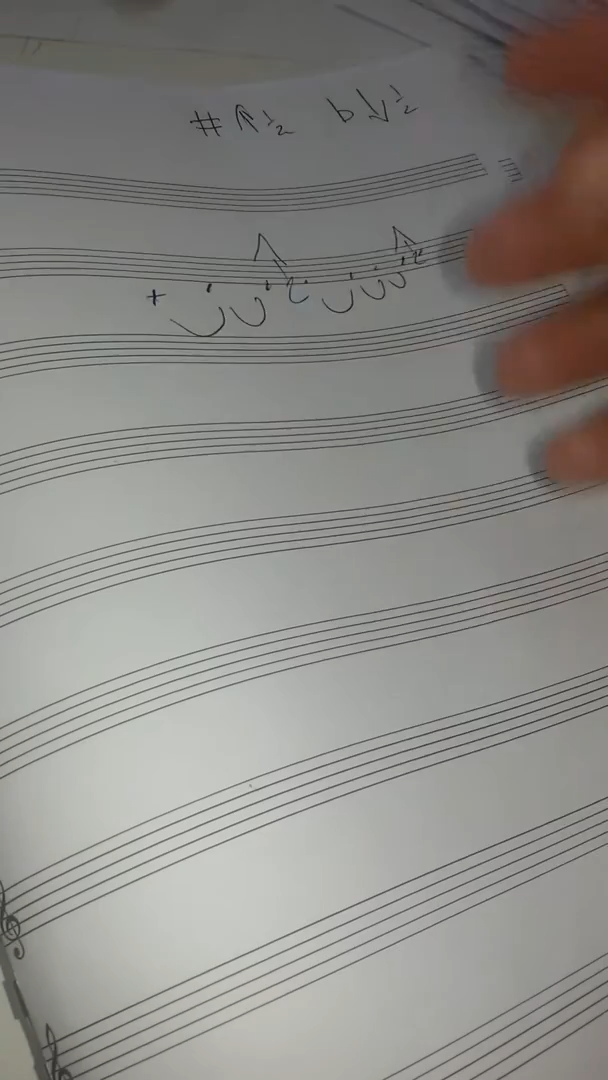 # ↑ ½ b ↓ ½
+